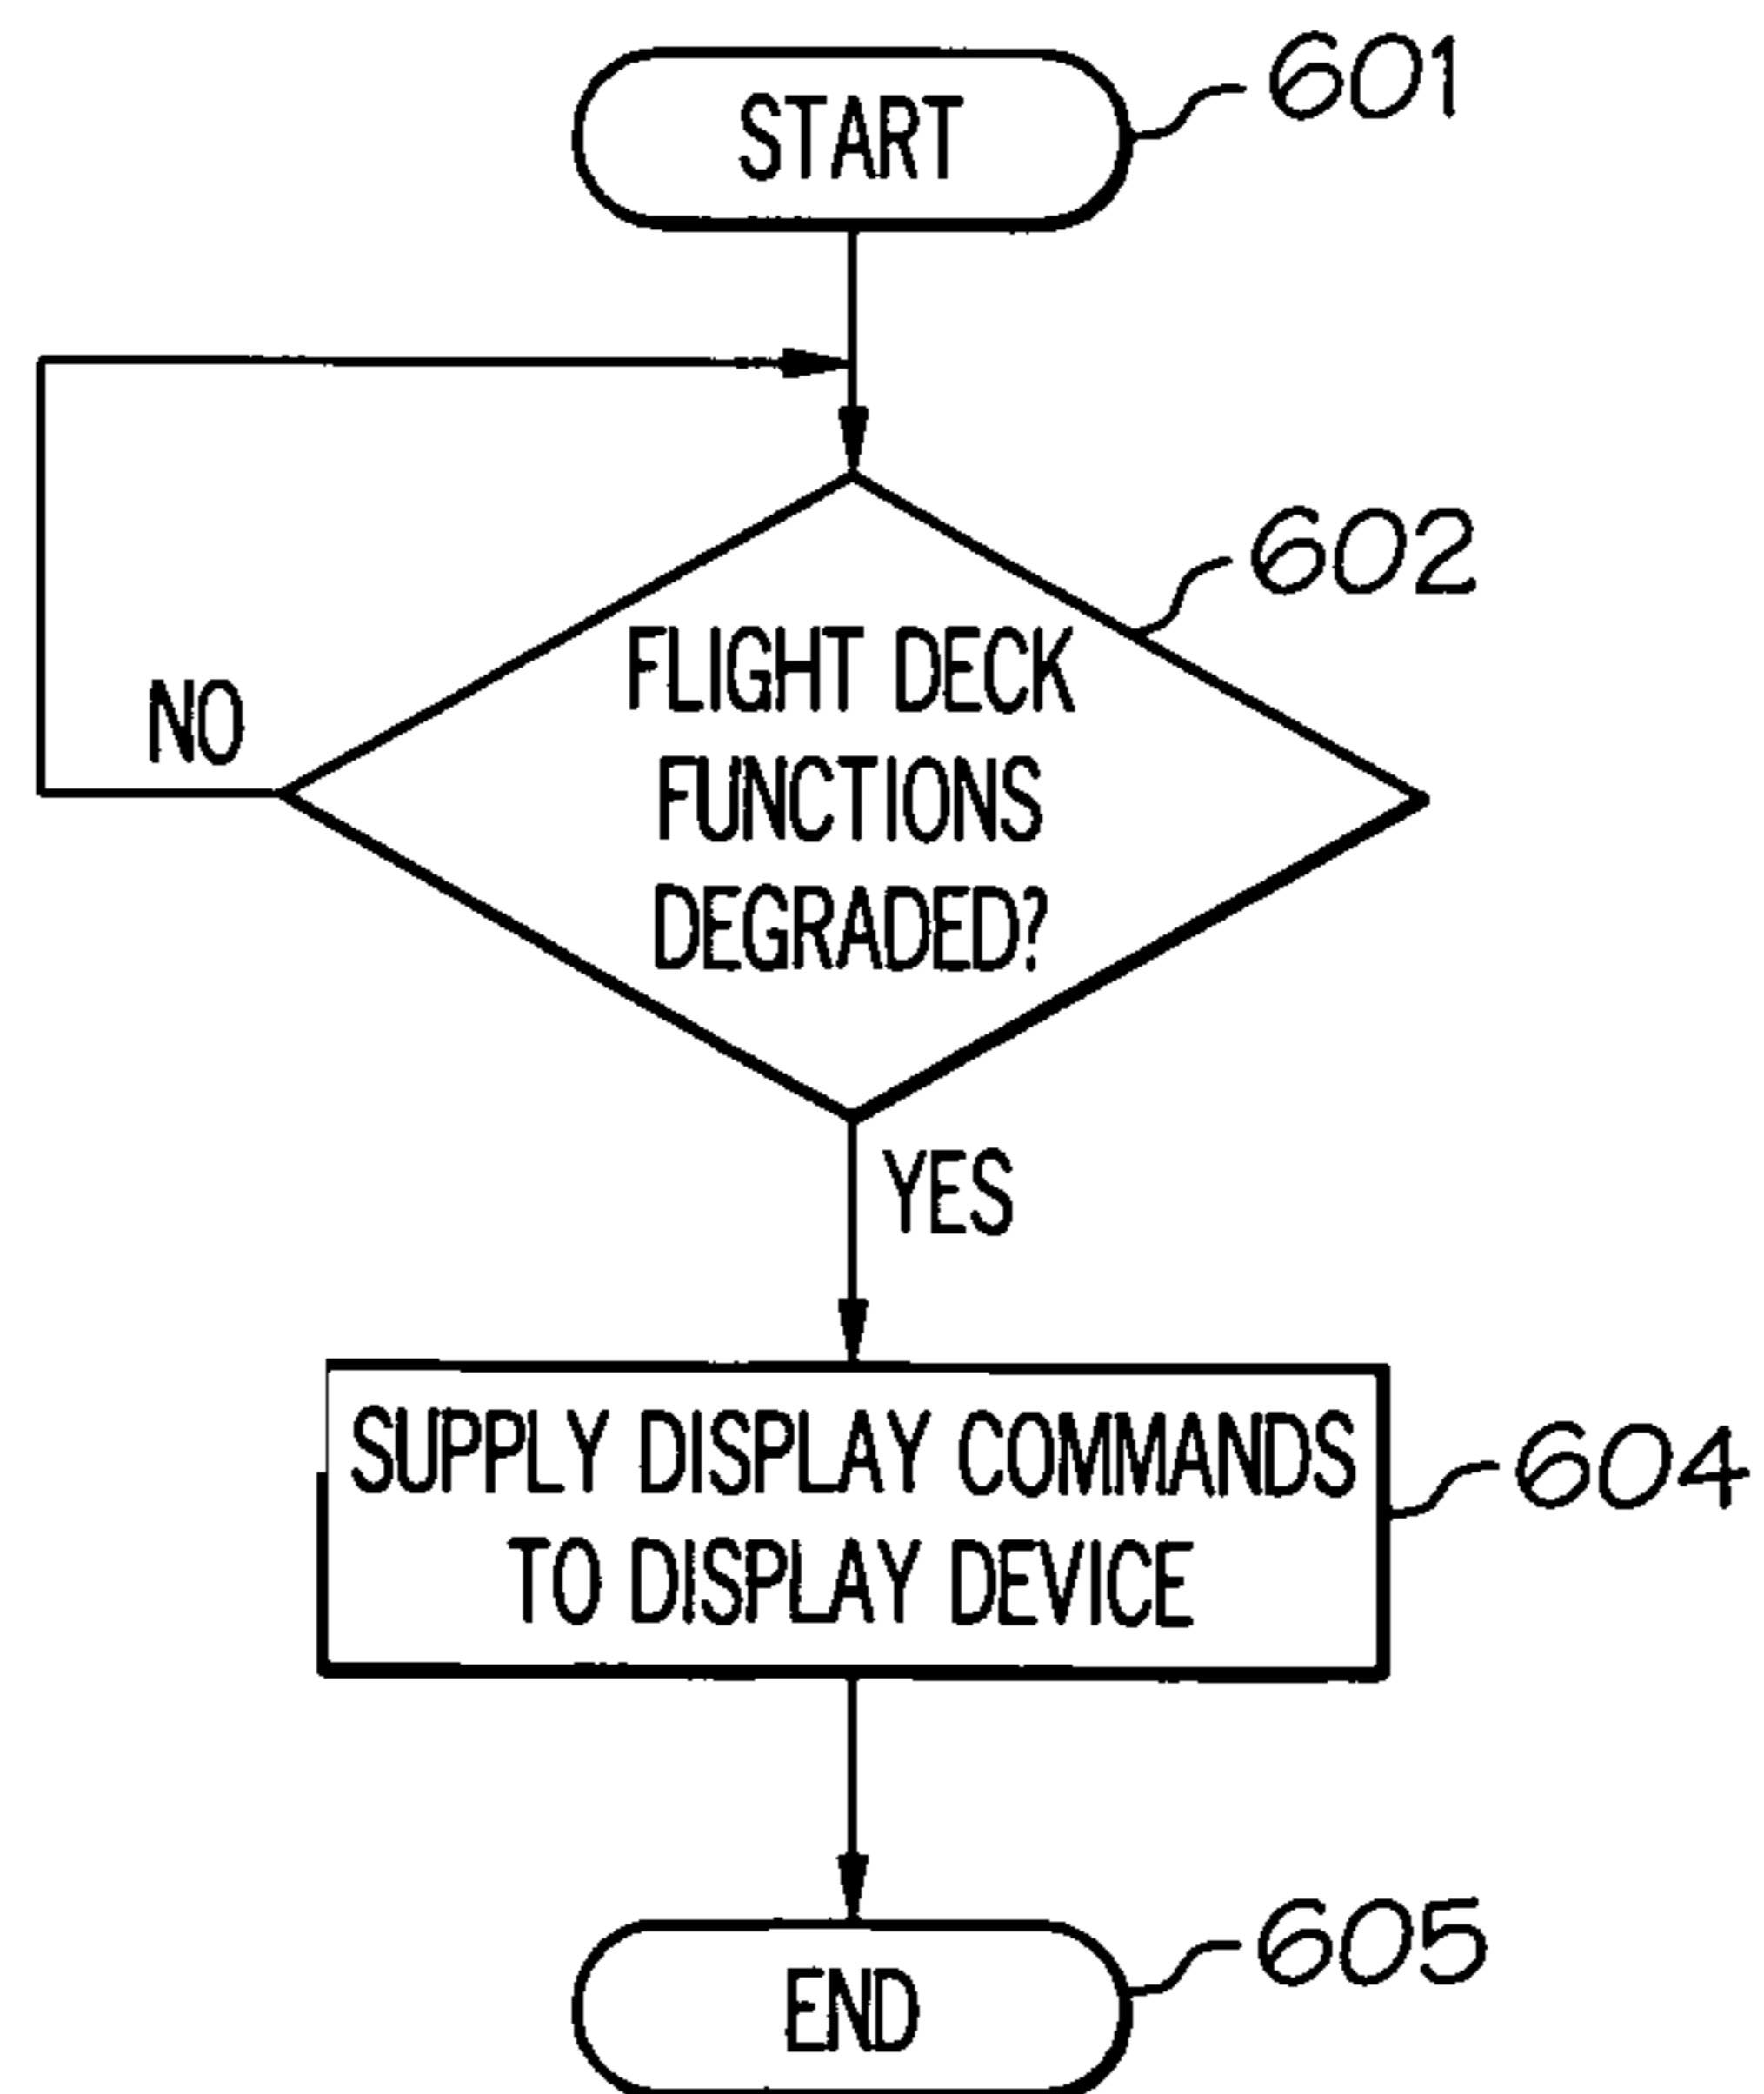 START
601
602
FLIGHT DECK
FUNCTIONS
DEGRADED?
NO
YES
SUPPLY DISPLAY COMMANDS
TO DISPLAY DEVICE
604
605
END